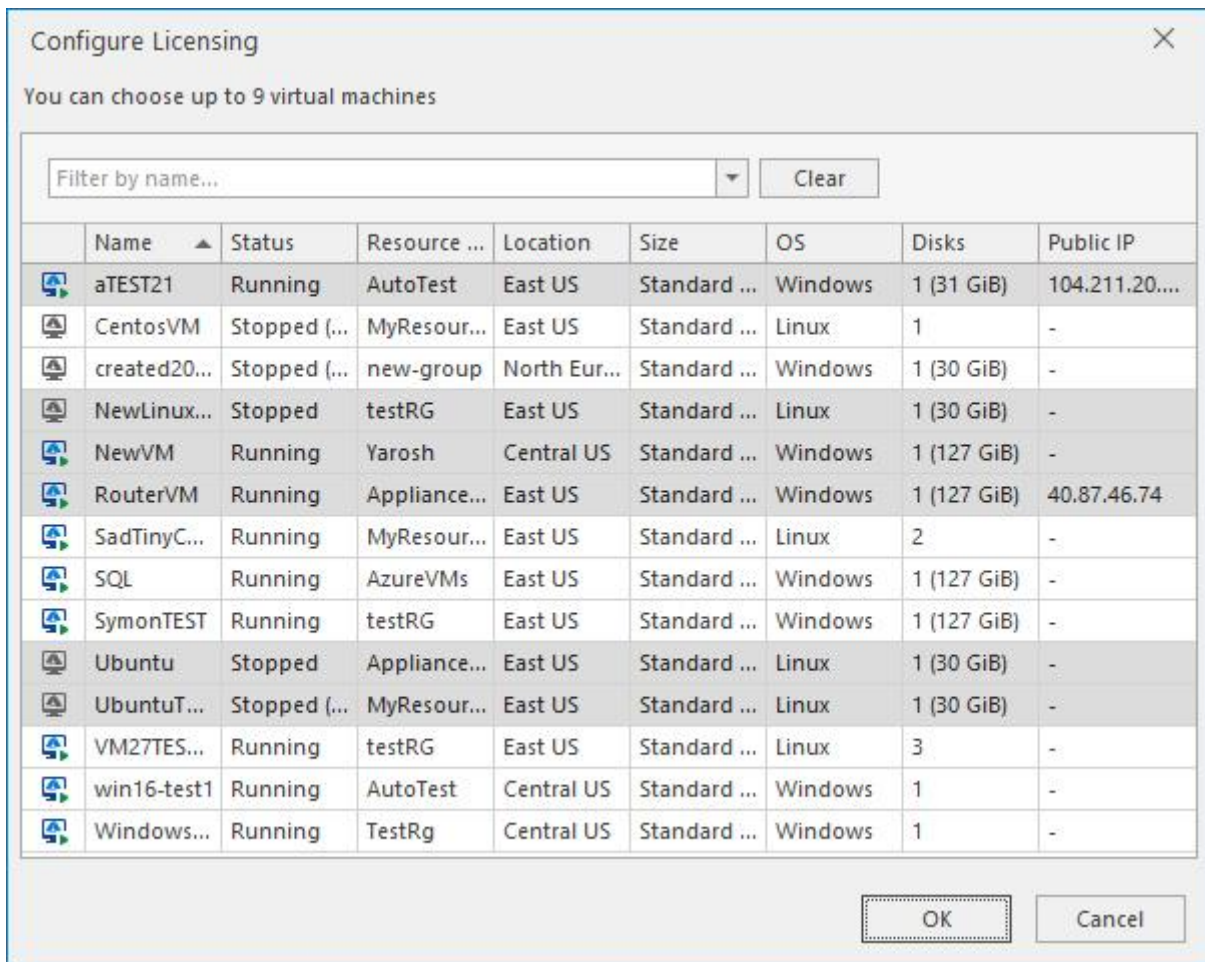 Configure Licensing
You can choose up to 9 virtual machines
Filter by name... Clear
Name Status Resource ... Location Size OS Disks Public IP
aTEST21 Running AutoTest East US Standard ... Windows 1 (31 GiB) 104.211.20....
CentosVM Stopped (... MyResour... East US Standard ... Linux 1 -
created20... Stopped (... new-group North Eur... Standard ... Windows 1 (30 GiB) -
NewLinux... Stopped testRG East US Standard ... Linux 1 (30 GiB) -
NewVM Running Yarosh Central US Standard ... Windows 1 (127 GiB) -
RouterVM Running Appliance... East US Standard ... Windows 1 (127 GiB) 40.87.46.74
SadTinyC... Running MyResour... East US Standard ... Linux 2 -
SQL Running AzureVMs East US Standard ... Windows 1 (127 GiB) -
SymonTEST Running testRG East US Standard ... Windows 1 (127 GiB) -
Ubuntu Stopped Appliance... East US Standard ... Linux 1 (30 GiB) -
UbuntuT... Stopped (... MyResour... East US Standard ... Linux 1 (30 GiB) -
VM27TES... Running testRG East US Standard ... Linux 3 -
win16-test1 Running AutoTest Central US Standard ... Windows 1 -
Windows... Running TestRg Central US Standard ... Windows 1 -
OK Cancel